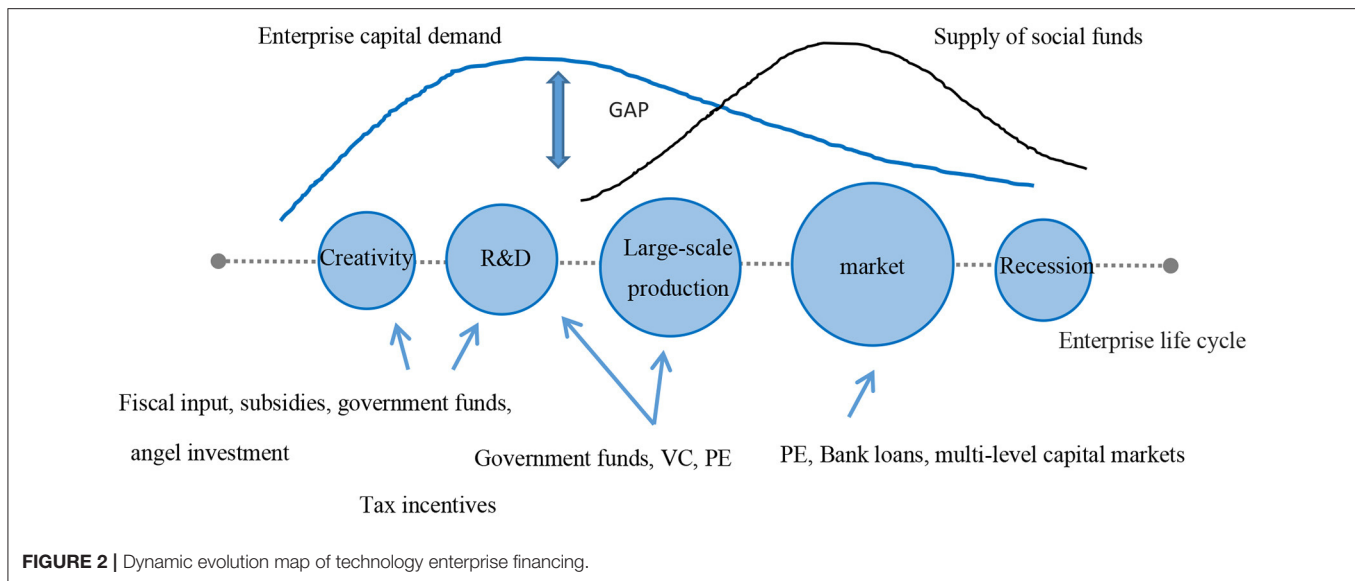 Enterprise capital demand
Supply of social funds
GAP
Creativity
R&D
Large-scale
production
market
Recession
Enterprise life cycle
Fiscal input, subsidies, government funds,
angel investment
Government funds, VC, PE
PE, Bank loans, multi-level capital markets
Tax incentives
FIGURE 2 | Dynamic evolution map of technology enterprise financing.